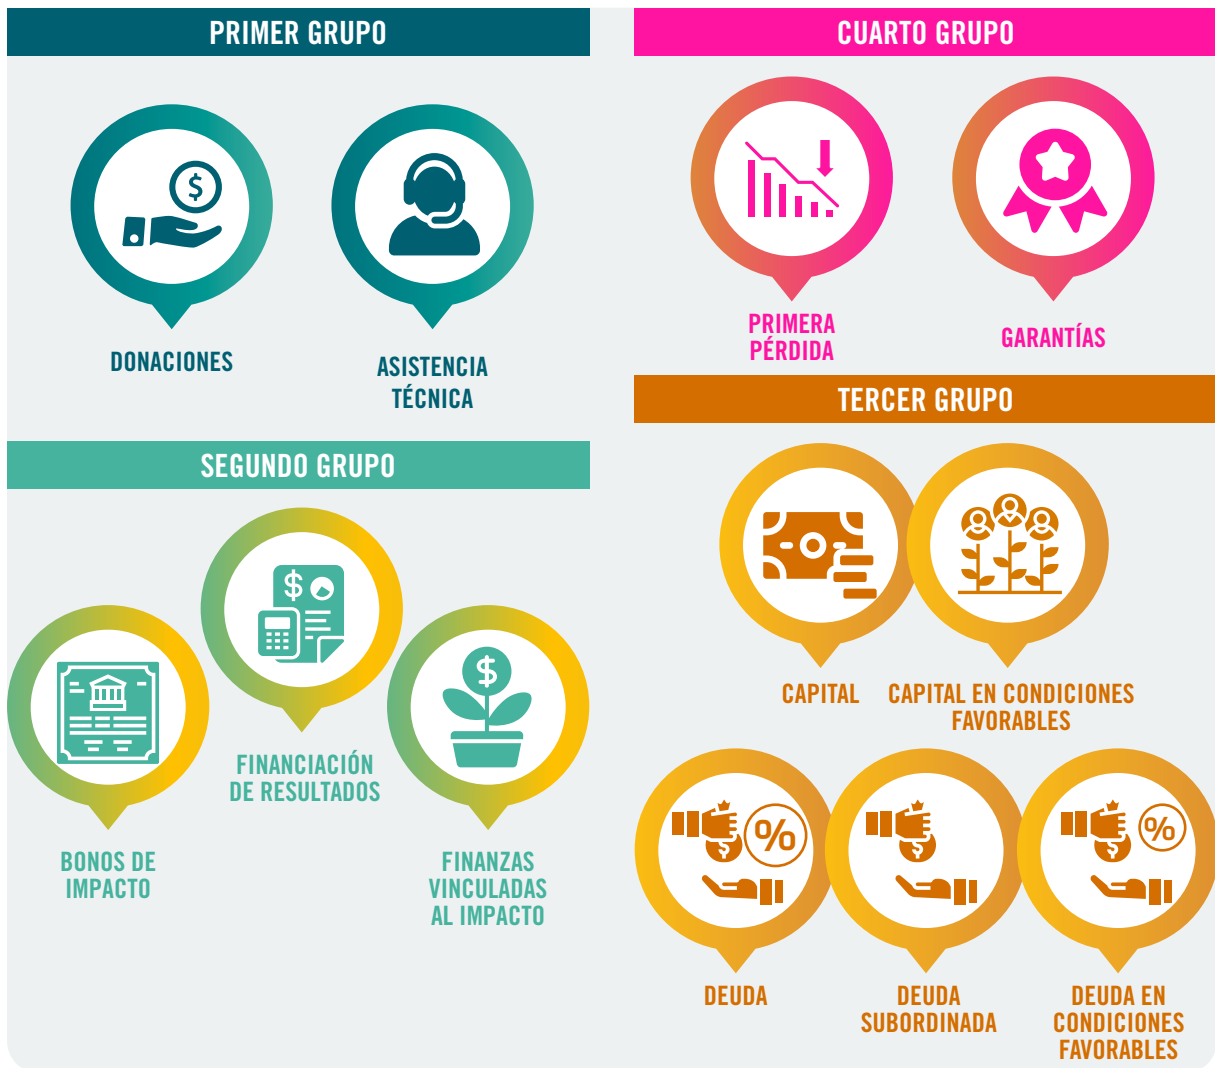 PRIMER GRUPO
DONACIONES
ASISTENCIA
TÉCNICA
SEGUNDO GRUPO
BONOS DE
IMPACTO
FINANCIACIÓN
DE RESULTADOS
FINANZAS
VINCULADAS
AL IMPACTO
CUARTO GRUPO
PRIMERA
PÉRDIDA
GARANTÍAS
TERCER GRUPO
CAPITAL
CAPITAL EN CONDICIONES
FAVORABLES
DEUDA
DEUDA
SUBORDINADA
DEUDA EN
CONDICIONES
FAVORABLES